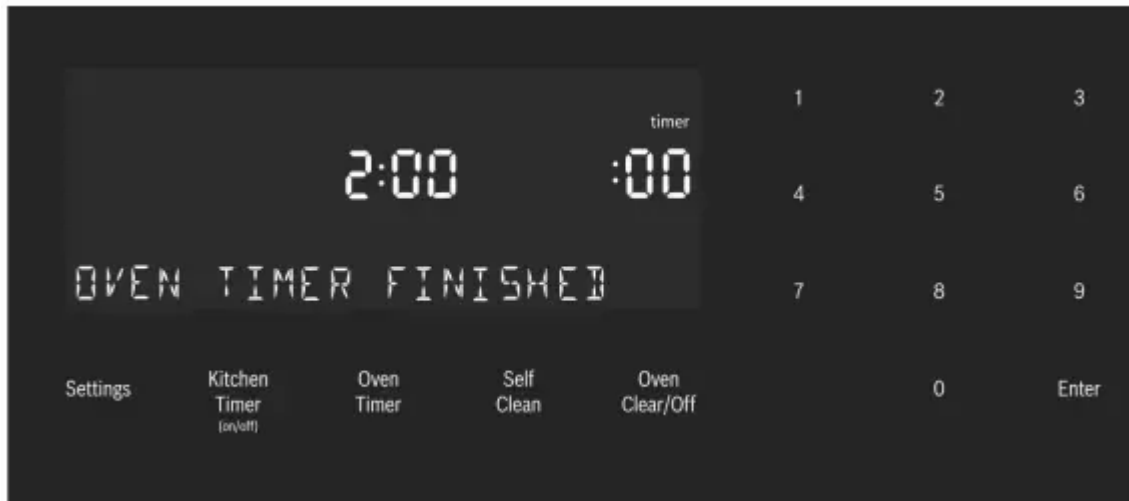 timer
2:00 :00
OVEN TIMER FINISHED
Settings
Kitchen
Timer
(on/off)
Oven
Timer
Self
Clean
Oven
Clear/Off
1 2 3
4 5 6
7 8 9
0 Enter